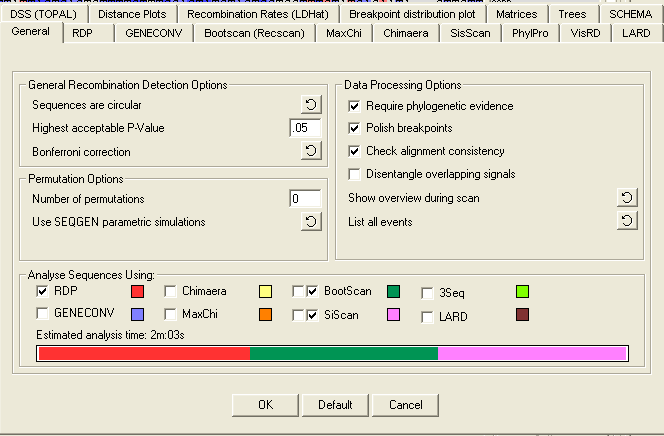 DSS (TOPAL) Distance Plots Recombination Rates (LDHat) Breakpoint distribution plot Matrices Trees SCHEMA
General RDP GENECONV Bootscan (Recscan) MaxChi Chimaera SisScan PhylPro VisRD LARD
General Recombination Detection Options
Sequences are circular
Highest acceptable P-Value .05
Bonferroni correction
Permutation Options
Number of permutations 0
Use SEQGEN parametric simulations
Data Processing Options
Require phylogenetic evidence
Polish breakpoints
Check alignment consistency
Disentangle overlapping signals
Show overview during scan
List all events
Analyse Sequences Using:
RDP Chimaera BootScan 3Seq
GENECONV MaxChi SiScan LARD
Estimated analysis time: 2m:03s
OK Default Cancel